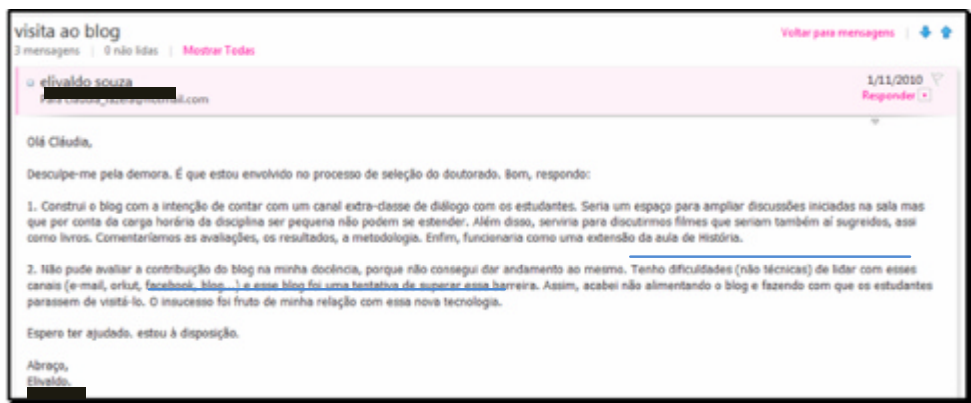 visita ao blog
Voltar para mensagens |
3 mensagens | 0 não lidas | Mostrar Todas
elivaldo souza
1/11/2010
Para
Responder
Olá Cláudia,
Desculpe-me pela demora. É que estou envolvido no processo de seleção do doutorado. Bom, respondo:
1. Construi o blog com a intenção de contar com um canal extra-classe de diálogo com os estudantes. Seria um espaço para ampliar discussões iniciadas na sala mas
que por conta da carga horária da disciplina ser pequena não podem se estender. Além disso, serviria para discutirmos filmes que seriam também aí sugreidos, assi
como livros. Comentaríamos as avaliações, os resultados, a metodologia. Enfim, funcionaria como uma extensão da aula de História.
2. Não pude avaliar a contribuição do blog na minha docência, porque não consegui dar andamento ao mesmo. Tenho dificuldades (não técnicas) de lidar com esses
canais (e-mail, orkut, facebook, blog...) e esse blog foi uma tentativa de superar essa barreira. Assim, acabei não alimentando o blog e fazendo com que os estudantes
parassem de visitá-lo. O insucesso foi fruto de minha relação com essa nova tecnologia.
Espero ter ajudado. estou à disposição.
Abraço,
Elivaldo.